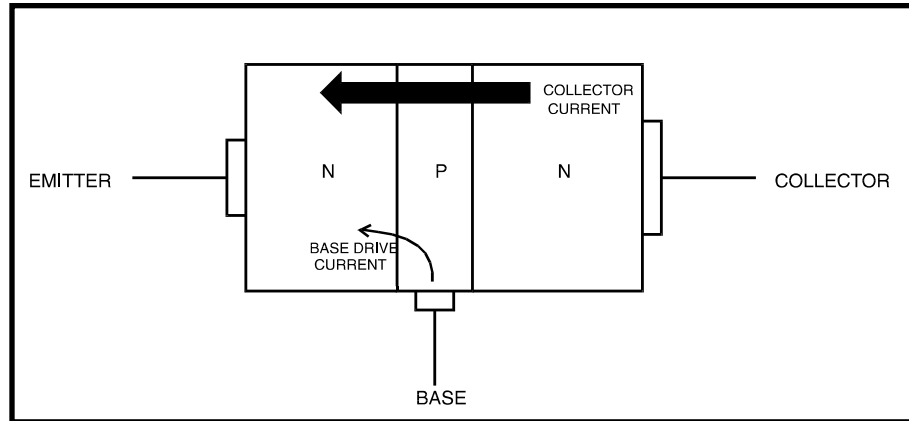 COLLECTOR
CURRENT
EMITTER
N
P
N
COLLECTOR
BASE DRIVE
CURRENT
BASE